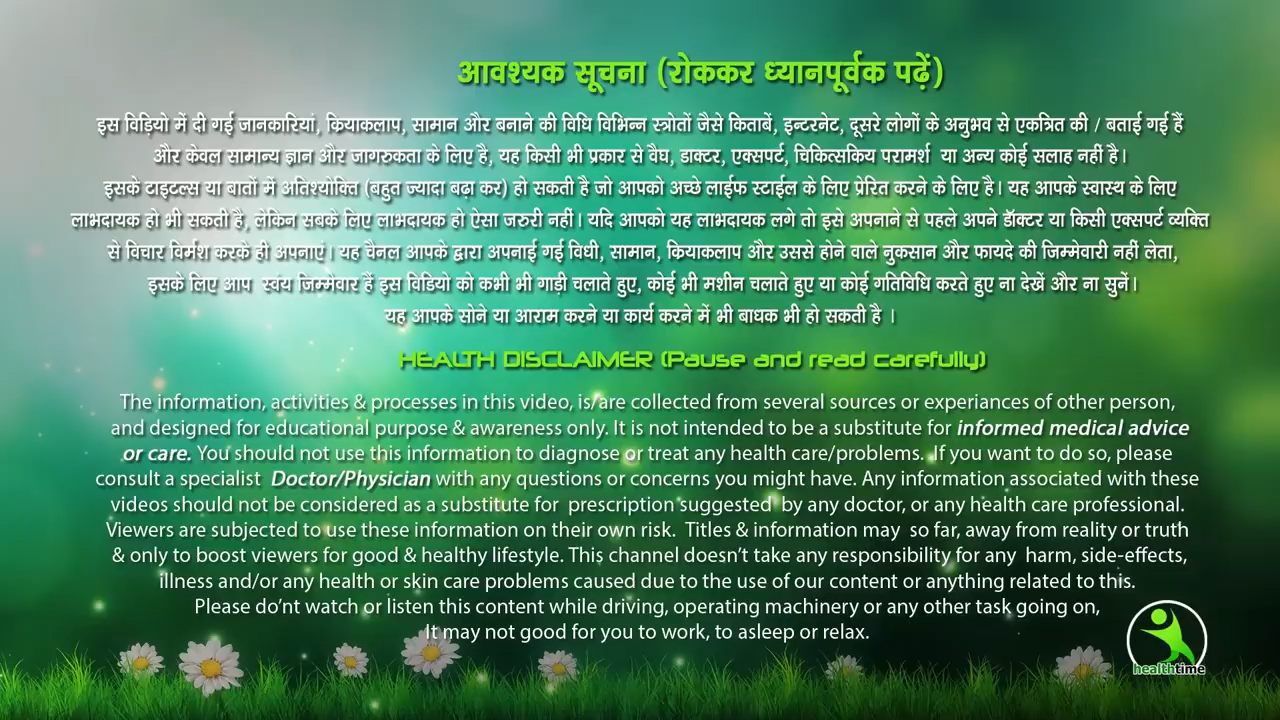 आवश्यक सूचना (रोककर ध्यानपूर्वक पढ़ें)
इस विड़ियो में दी गई जानकारियां, क्रियाकलाप, सामान और बनाने की विधि विभिन्न स्त्रोतों जैसे किताबें, इन्टरनेट, दूसरे लोगों के अनुभव से एकत्रित की / बताई गई हैं
और केवल सामान्य ज्ञान और जागरुकता के लिए है, यह किसी भी प्रकार से वैघ, डाक्टर, एक्सपर्ट, चिकित्सकिय परामर्श या अन्य कोई सलाह नहीं है।
इसके टाइटल्स या बातों में अतिश्योक्ति (बहुत ज्यादा बढ़ा कर) हो सकती है जो आपको अच्छे लाईफ स्टाईल के लिए प्रेरित करने के लिए है। यह आपके स्वास्थ के लिए
लाभदायक हो भी सकती है, लेकिन सबके लिए लाभदायक हो ऐसा जरुरी नहीं। यदि आपको यह लाभदायक लगे तो इसे अपनाने से पहले अपने डॅाक्टर या किसी एक्सपर्ट व्यक्ति
से विचार विर्मश करके ही अपनाएं। यह चैनल आपके द्वारा अपनाई गई विधी, सामान, क्रियाकलाप और उससे होने वाले नुकसान और फायदे की जिम्मेवारी नहीं लेता,
इसके लिए आप स्वंय जिम्मेवार हैं इस विडियो को कभी भी गाड़ी चलाते हुए, कोई भी मशीन चलाते हुए या कोई गतिविधि करते हुए ना देखें और ना सुनें।
यह आपके सोने या आराम करने या कार्य करने में भी बाधक भी हो सकती है ।
HEALTH DISCLAIMER (Pause and read carefully)
The information, activities & processes in this video, is/are collected from several sources or experiances of other person,
and designed for educational purpose & awareness only. It is not intended to be a substitute for informed medical advice
or care. You should not use this information to diagnose or treat any health care/problems. If you want to do so, please
consult a specialist Doctor/Physician with any questions or concerns you might have. Any information associated with these
videos should not be considered as a substitute for prescription suggested by any doctor, or any health care professional.
Viewers are subjected to use these information on their own risk. Titles & information may so far, away from reality or truth
& only to boost viewers for good & healthy lifestyle. This channel doesn't take any responsibility for any harm, side-effects,
illness and/or any health or skin care problems caused due to the use of our content or anything related to this.
Please do'nt watch or listen this content while driving, operating machinery or any other task going on,
It may not good for you to work, to asleep or relax.
healthtime